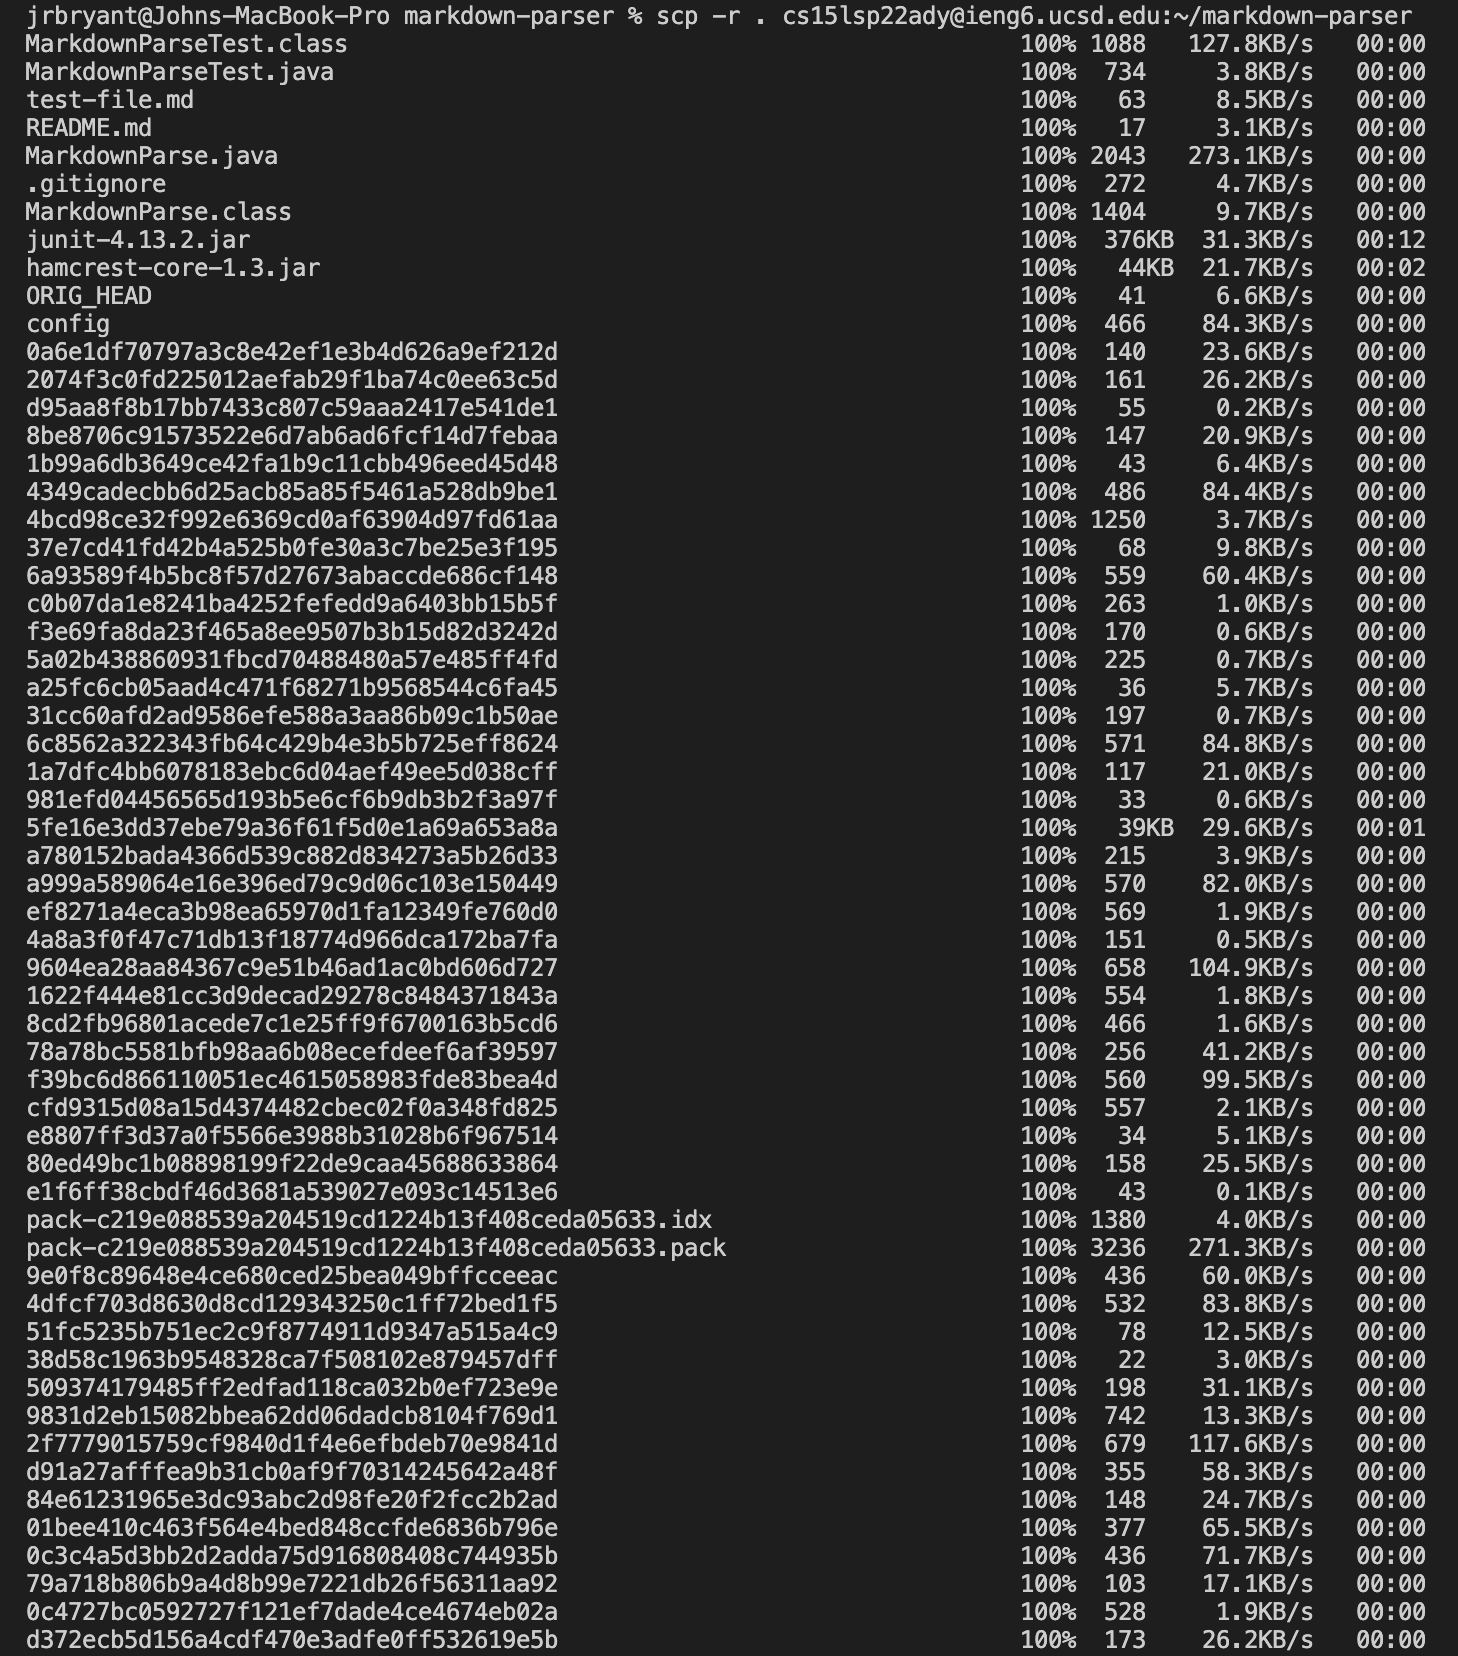 jrbryant@Johns-MacBook-Pro markdown-parser % scp -r . cs15lsp22ady@ieng6.ucsd.edu:~/markdown-parser
MarkdownParseTest.class 100% 1088 127.8KB/s 00:00
MarkdownParseTest.java 100% 734 3.8KB/s 00:00
test-file.md 100% 63 8.5KB/s 00:00
README.md 100% 17 3.1KB/s 00:00
MarkdownParse.java 100% 2043 273.1KB/s 00:00
.gitignore 100% 272 4.7KB/s 00:00
MarkdownParse.class 100% 1404 9.7KB/s 00:00
junit-4.13.2.jar 100% 376KB 31.3KB/s 00:12
hamcrest-core-1.3.jar 100% 44KB 21.7KB/s 00:02
ORIG_HEAD 100% 41 6.6KB/s 00:00
config 100% 466 84.3KB/s 00:00
0a6e1df70797a3c8e42ef1e3b4d626a9ef212d 100% 140 23.6KB/s 00:00
2074f3c0fd225012aefab29f1ba74c0ee63c5d 100% 161 26.2KB/s 00:00
d95aa8f8b17bb7433c807c59aaa2417e541de1 100% 55 0.2KB/s 00:00
8be8706c91573522e6d7ab6ad6fcf14d7febaa 100% 147 20.9KB/s 00:00
1b99a6db3649ce42fa1b9c11cbb496eed45d48 100% 43 6.4KB/s 00:00
4349cadecbb6d25acb85a85f5461a528db9be1 100% 486 84.4KB/s 00:00
4bcd98ce32f992e6369cd0af63904d97fd61aa 100% 1250 3.7KB/s 00:00
37e7cd41fd42b4a525b0fe30a3c7be25e3f195 100% 68 9.8KB/s 00:00
6a93589f4b5bc8f57d27673abaccde686cf148 100% 559 60.4KB/s 00:00
c0b07da1e8241ba4252fefedd9a6403bb15b5f 100% 263 1.0KB/s 00:00
f3e69fa8da23f465a8ee9507b3b15d82d3242d 100% 170 0.6KB/s 00:00
5a02b438860931fbcd70488480a57e485ff4fd 100% 225 0.7KB/s 00:00
a25fc6cb05aad4c471f68271b9568544c6fa45 100% 36 5.7KB/s 00:00
31cc60afd2ad9586efe588a3aa86b09c1b50ae 100% 197 0.7KB/s 00:00
6c8562a322343fb64c429b4e3b5b725eff8624 100% 571 84.8KB/s 00:00
1a7dfc4bb6078183ebc6d04aef49ee5d038cff 100% 117 21.0KB/s 00:00
981efd04456565d193b5e6cf6b9db3b2f3a97f 100% 33 0.6KB/s 00:00
5fe16e3dd37ebe79a36f61f5d0e1a69a653a8a 100% 39KB 29.6KB/s 00:01
a780152bada4366d539c882d834273a5b26d33 100% 215 3.9KB/s 00:00
a999a589064e16e396ed79c9d06c103e150449 100% 570 82.0KB/s 00:00
ef8271a4eca3b98ea65970d1fa12349fe760d0 100% 569 1.9KB/s 00:00
4a8a3f0f47c71db13f18774d966dca172ba7fa 100% 151 0.5KB/s 00:00
9604ea28aa84367c9e51b46ad1ac0bd606d727 100% 658 104.9KB/s 00:00
1622f444e81cc3d9decad29278c8484371843a 100% 554 1.8KB/s 00:00
8cd2fb96801acede7c1e25ff9f6700163b5cd6 100% 466 1.6KB/s 00:00
78a78bc5581bfb98aa6b08ecefdeef6af39597 100% 256 41.2KB/s 00:00
f39bc6d866110051ec4615058983fde83bea4d 100% 560 99.5KB/s 00:00
cfd9315d08a15d4374482cbec02f0a348fd825 100% 557 2.1KB/s 00:00
e8807ff3d37a0f5566e3988b31028b6f967514 100% 34 5.1KB/s 00:00
80ed49bc1b08898199f22de9caa45688633864 100% 158 25.5KB/s 00:00
e1f6ff38cbdf46d3681a539027e093c14513e6 100% 43 0.1KB/s 00:00
pack-c219e088539a204519cd1224b13f408ceda05633.idx 100% 1380 4.0KB/s 00:00
pack-c219e088539a204519cd1224b13f408ceda05633.pack 100% 3236 271.3KB/s 00:00
9e0f8c89648e4ce680ced25bea049bffcceeac 100% 436 60.0KB/s 00:00
4dfcf703d8630d8cd129343250c1ff72bed1f5 100% 532 83.8KB/s 00:00
51fc5235b751ec2c9f8774911d9347a515a4c9 100% 78 12.5KB/s 00:00
38d58c1963b9548328ca7f508102e879457dff 100% 22 3.0KB/s 00:00
509374179485ff2edfad118ca032b0ef723e9e 100% 198 31.1KB/s 00:00
9831d2eb15082bbea62dd06dadcb8104f769d1 100% 742 13.3KB/s 00:00
2f7779015759cf9840d1f4e6efbdeb70e9841d 100% 679 117.6KB/s 00:00
d91a27afffea9b31cb0af9f70314245642a48f 100% 355 58.3KB/s 00:00
84e61231965e3dc93abc2d98fe20f2fcc2b2ad 100% 148 24.7KB/s 00:00
01bee410c463f564e4bed848ccfde6836b796e 100% 377 65.5KB/s 00:00
0c3c4a5d3bb2d2adda75d916808408c744935b 100% 436 71.7KB/s 00:00
79a718b806b9a4d8b99e7221db26f56311aa92 100% 103 17.1KB/s 00:00
0c4727bc0592727f121ef7dade4ce4674eb02a 100% 528 1.9KB/s 00:00
d372ecb5d156a4cdf470e3adfe0ff532619e5b 100% 173 26.2KB/s 00:00